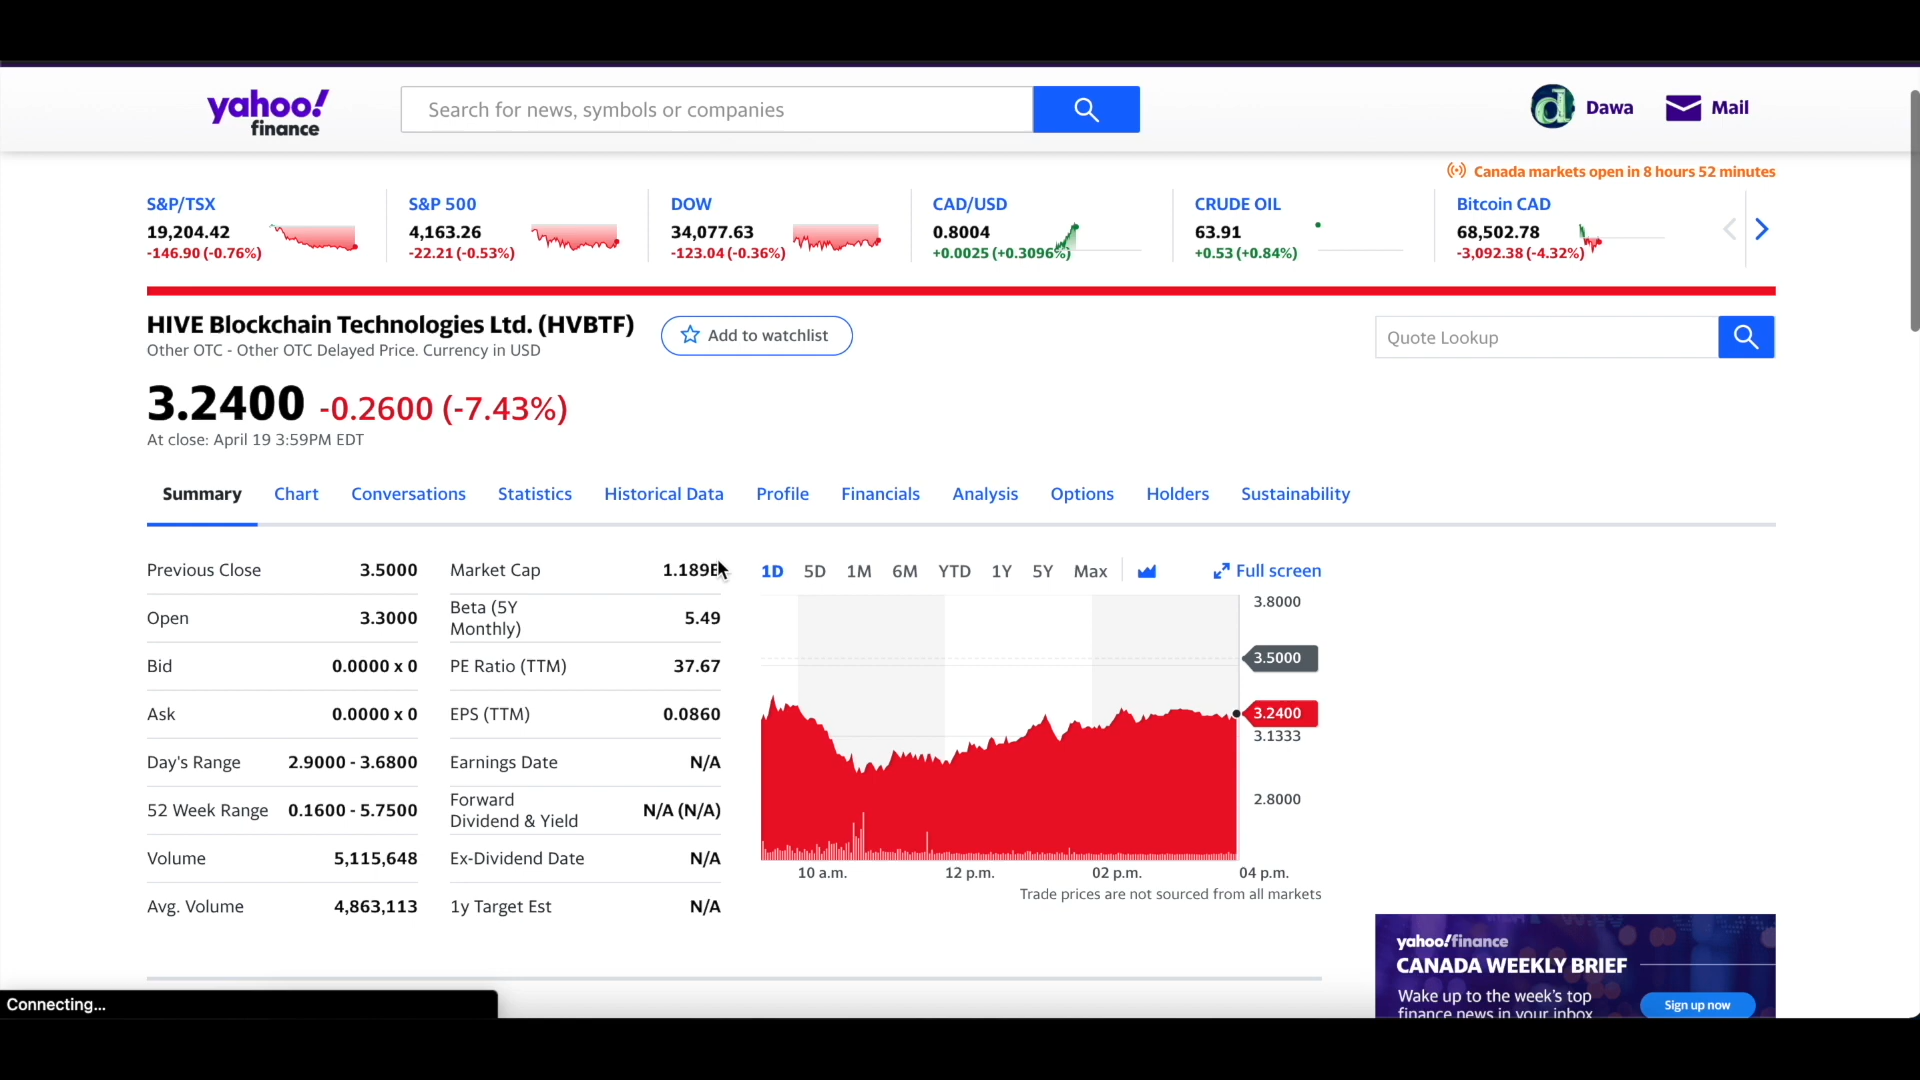 yahoo!
finance
Search for news, symbols or companies
Dawa
Mail
Canada markets open in 8 hours 52 minutes
S&P/TSX
19,204.42
-146.90 (-0.76%)
S&P 500
4,163.26
-22.21 (-0.53%)
DOW
34,077.63
-123.04 (-0.36%)
CAD/USD
0.8004
+0.0025 (+0.3096%)
CRUDE OIL
63.91
+0.53 (+0.84%)
Bitcoin CAD
68,502.78
-3,092.38 (-4.32%)
HIVE Blockchain Technologies Ltd. (HVBTF)
Add to watchlist
Quote Lookup
Other OTC - Other OTC Delayed Price. Currency in USD
3.2400 -0.2600 (-7.43%)
At close: April 19 3:59PM EDT
Summary Chart Conversations Statistics Historical Data Profile Financials Analysis Options Holders Sustainability
Previous Close 3.5000
Open 3.3000
Bid 0.0000 x 0
Ask 0.0000 x 0
Day's Range 2.9000 - 3.6800
52 Week Range 0.1600 - 5.7500
Volume 5,115,648
Avg. Volume 4,863,113
Market Cap 1.189B
Beta (5Y
Monthly) 5.49
PE Ratio (TTM) 37.67
EPS (TTM) 0.0860
Earnings Date N/A
Forward
Dividend & Yield N/A (N/A)
Ex-Dividend Date N/A
1y Target Est N/A
1D 5D 1M 6M YTD 1Y 5Y Max Full screen
3.8000
3.5000
3.2400
3.1333
2.8000
10 a.m. 12 p.m. 02 p.m. 04 p.m.
Trade prices are not sourced from all markets
yahoo!finance
CANADA WEEKLY BRIEF
Wake up to the week's top
finance news in your inbox
Sign up now
Connecting...